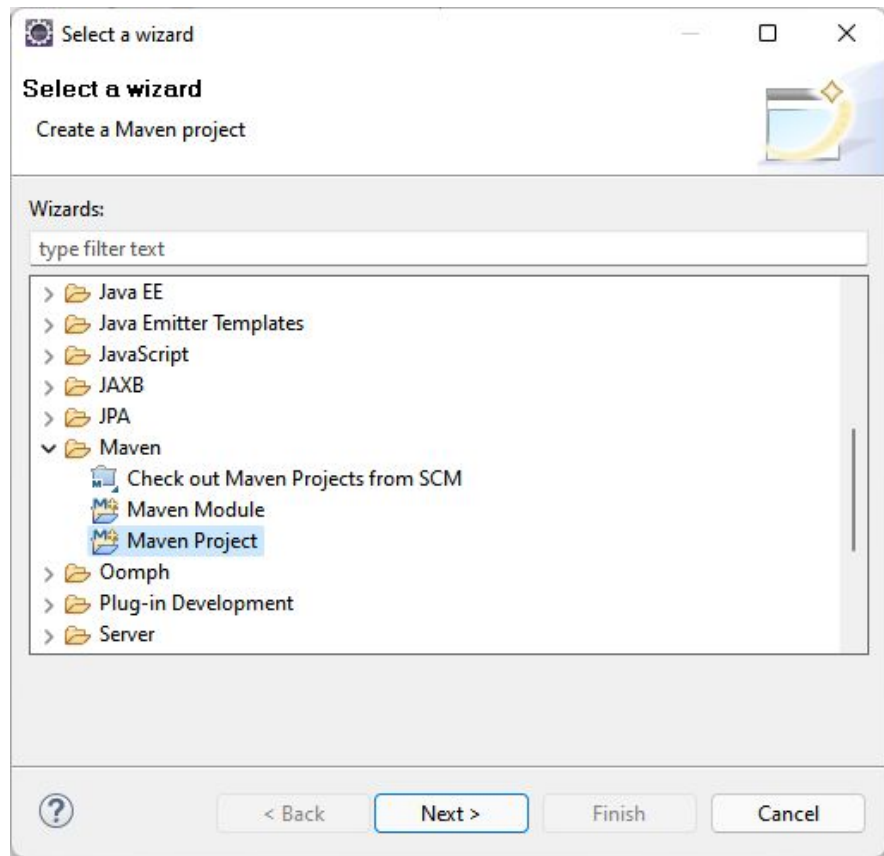 Select a wizard
Select a wizard
Create a Maven project
Wizards:
type filter text
Java EE
Java Emitter Templates
JavaScript
JAXB
JPA
Maven
Check out Maven Projects from SCM
Maven Module
Maven Project
Oomph
Plug-in Development
Server
? < Back Next > Finish Cancel